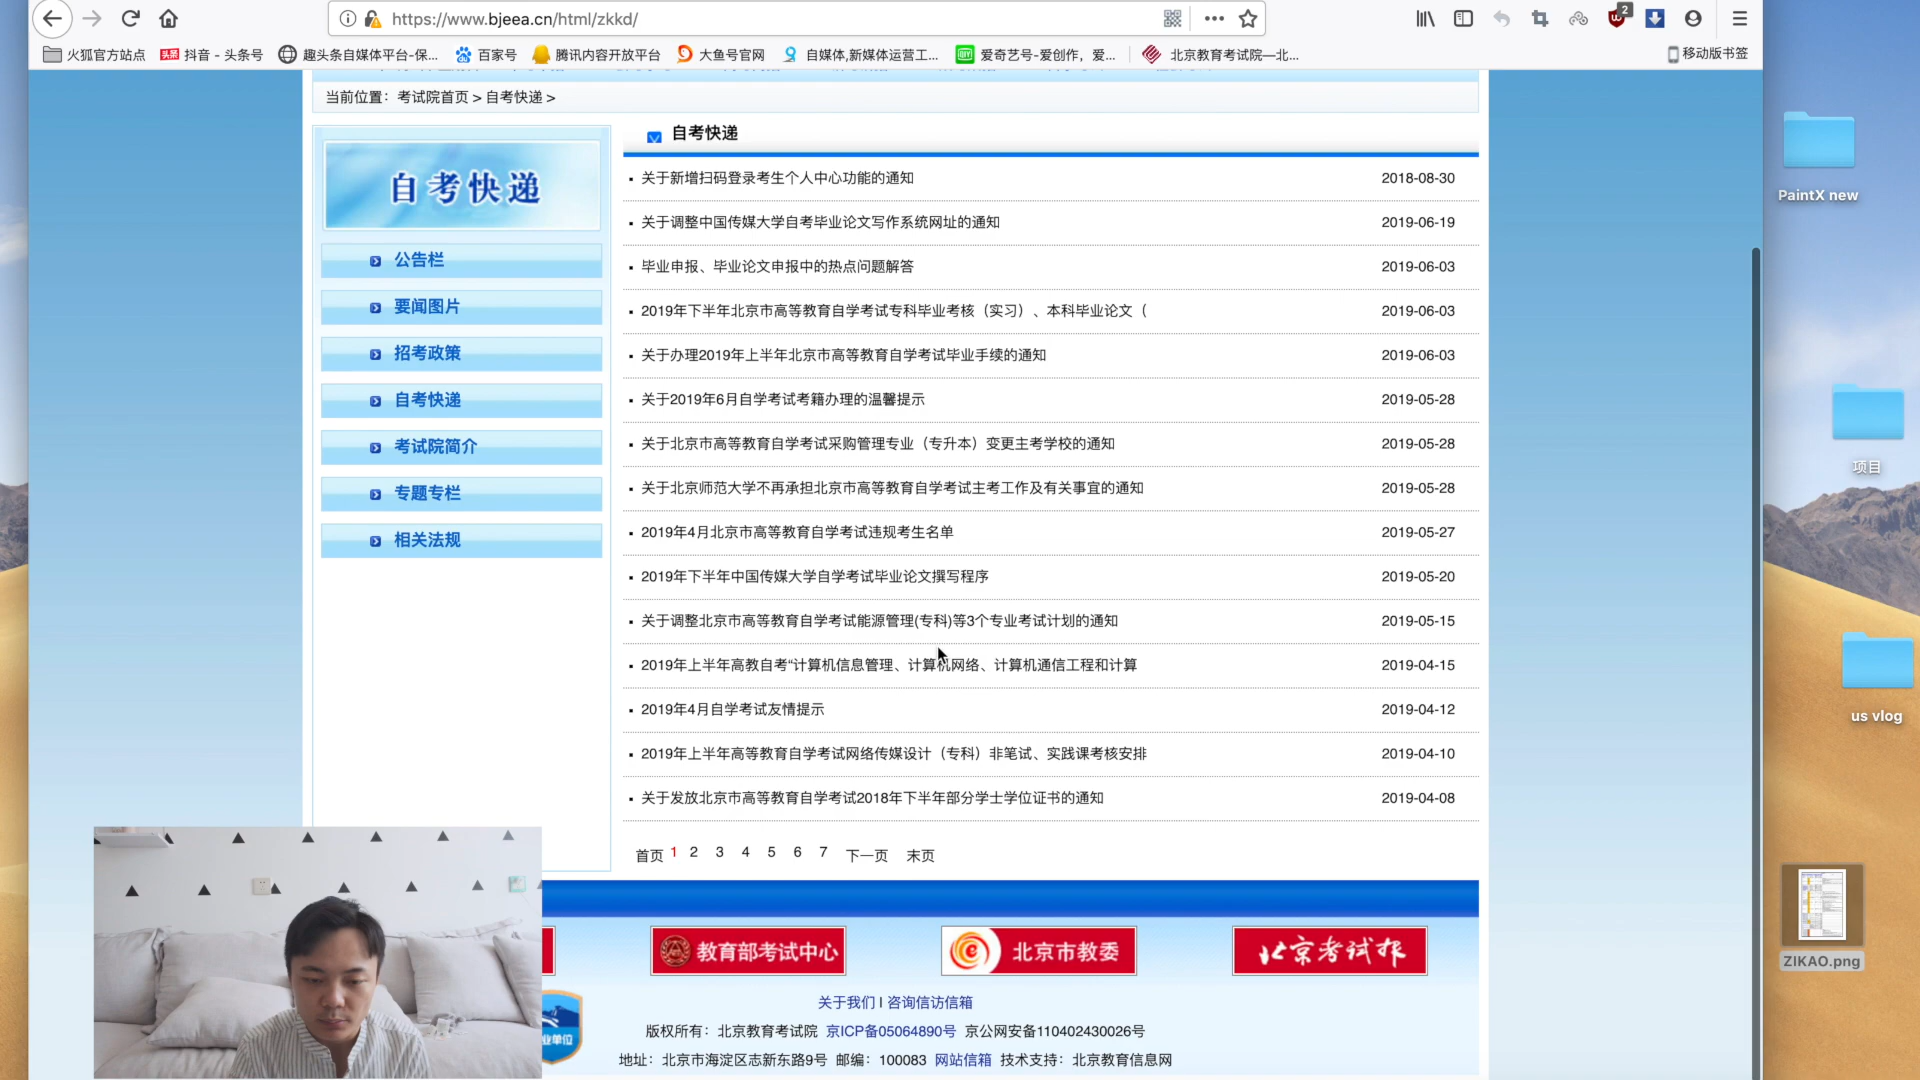 https://www.bjeea.cn/html/zkkd/
2
火狐官方站点 头条 抖音 - 头条号 趣头条自媒体平台-保... 百家号 腾讯内容开放平台 大鱼号官网 自媒体,新媒体运营工... 爱奇艺号-爱创作，爱... 北京教育考试院—北... 移动版书签
当前位置：考试院首页 > 自考快递 >
自考快递
公告栏
要闻图片
招考政策
自考快递
考试院简介
专题专栏
相关法规
自考快递
关于新增扫码登录考生个人中心功能的通知 2018-08-30
关于调整中国传媒大学自考毕业论文写作系统网址的通知 2019-06-19
毕业申报、毕业论文申报中的热点问题解答 2019-06-03
2019年下半年北京市高等教育自学考试专科毕业考核（实习）、本科毕业论文（ 2019-06-03
关于办理2019年上半年北京市高等教育自学考试毕业手续的通知 2019-06-03
关于2019年6月自学考试考籍办理的温馨提示 2019-05-28
关于北京市高等教育自学考试采购管理专业（专升本）变更主考学校的通知 2019-05-28
关于北京师范大学不再承担北京市高等教育自学考试主考工作及有关事宜的通知 2019-05-28
2019年4月北京市高等教育自学考试违规考生名单 2019-05-27
2019年下半年中国传媒大学自学考试毕业论文撰写程序 2019-05-20
关于调整北京市高等教育自学考试能源管理(专科)等3个专业考试计划的通知 2019-05-15
2019年上半年高教自考“计算机信息管理、计算机网络、计算机通信工程和计算 2019-04-15
2019年4月自学考试友情提示 2019-04-12
2019年上半年高等教育自学考试网络传媒设计（专科）非笔试、实践课考核安排 2019-04-10
关于发放北京市高等教育自学考试2018年下半年部分学士学位证书的通知 2019-04-08
首页 1 2 3 4 5 6 7 下一页 末页
教育部考试中心 北京市教委 北京考试报
关于我们 I 咨询信访信箱
版权所有：北京教育考试院 京ICP备05064890号 京公网安备110402430026号
地址：北京市海淀区志新东路9号 邮编：100083 网站信箱 技术支持：北京教育信息网
业单位
PaintX new
项目
us vlog
ZIKAO.png